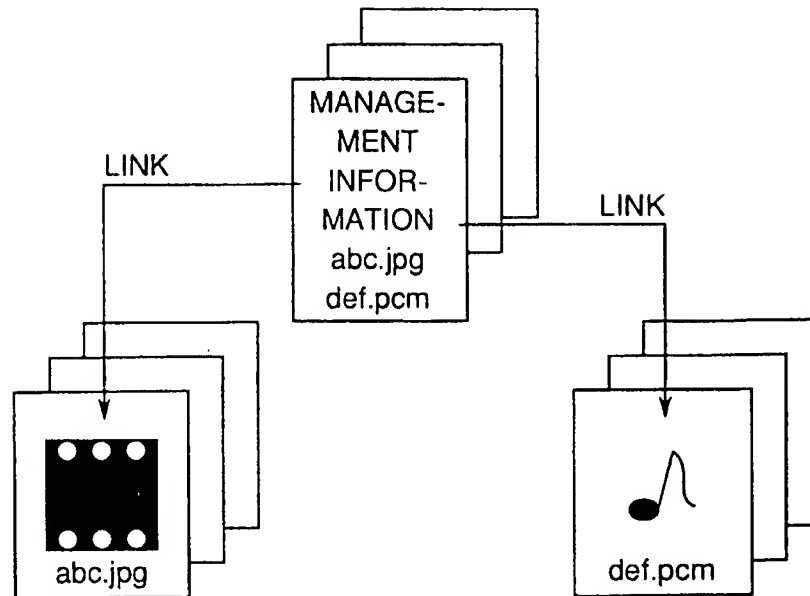 MANAGE-
MENT
INFOR-
MATION
abc.jpg
def.pcm
LINK
LINK
abc.jpg
def.pcm